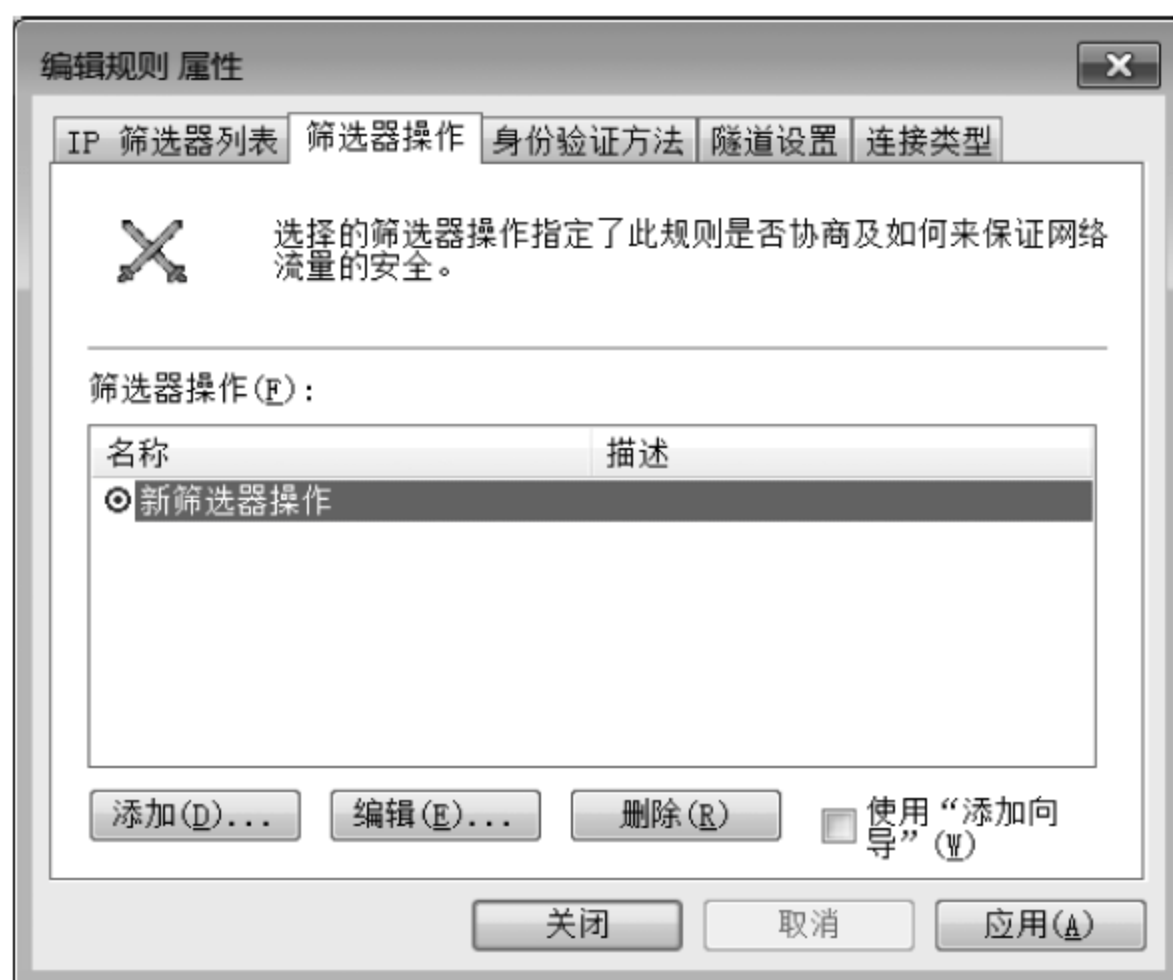 编辑规则 属性
IP 筛选器列表 筛选器操作 身份验证方法 隧道设置 连接类型
选择的筛选器操作指定了此规则是否协商及如何来保证网络
流量的安全。
筛选器操作(F):
名称 描述
新筛选器操作
添加(D)... 编辑(E)... 删除(R) 使用“添加向
导”(W)
关闭 取消 应用(A)